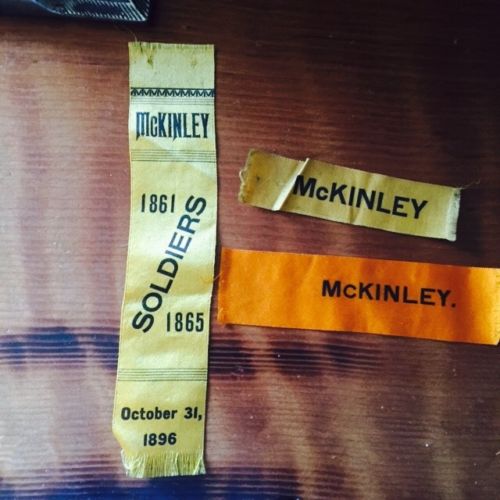 McKINLEY
1861
SOLDIERS
1865
October 31,
1896
McKINLEY
McKINLEY.